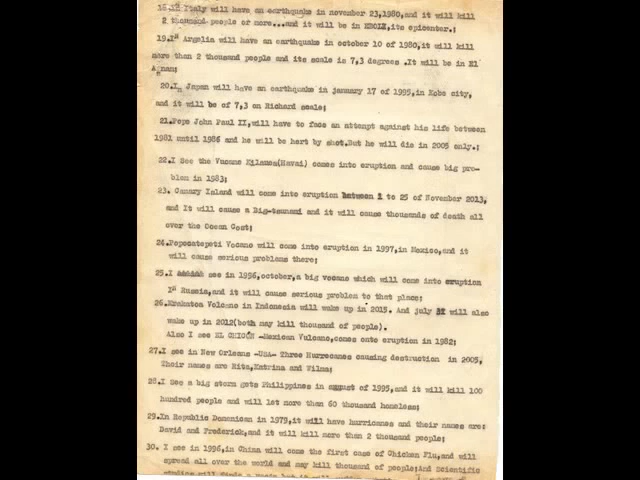 18.In Italy will have an earthquake in november 23,1980,and it will kill
2 thousand people or more...and it will be in EBOLI,its epicenter.;
19.In Argelia will have an earthquake in october 10 of 1980,it will kill
more than 2 thousand people and its scale is 7,3 degrees .It will be in El
Asnam;
20.In Japan will have an earthquake in january 17 of 1995,in Kobe city,
and it will be of 7,3 on Richard scale;
21.Pope John Paul II,will have to face an attempt against his life between
1981 until 1986 and he will be hert by shot.But he will die in 2005 only.;
22.I See the Vucano Kilauea(Havai) comes into eruption and cause big pro-
blem in 1983;
23. Canary Island will come into eruption between 1 to 25 of November 2013,
and It will cause a Big-tsunami and it will cause thousands of death all
over the Ocean Cost;
24.Popocatepeti Vocano will come into eruption in 1997,in Mexico,and it
will cause serious problems there;
25.I see in 1996,october,a big vocano which will come into eruption
In Russia,and it will cause serious problem to that place;
26.Krakaton Volcano in Indonesia will wake up in 2015. And july it will also
wake up in 2012(both may kill thousand of people).
Also I see EL CHICON -Mexican Vulcano,comes onto eruption in 1982;
27.I see in New Orleans -USA- Three Hurrecanes causing destruction in 2005,
Their names are Rita,Katrina and Vilma;
28.I See a big storm gets Philippines in august of 1995,and it will kill 100
hundred people and will let more than 60 thousand homeless;
29.In Republic Domenican in 1979,it will have hurricanes and their names are:
David and Frederick,and it will kill more than 2 thousand people;
30. I see in 1996,in China will come the first case of Chicken Flu,and will
spread all over the world and may kill thousand of people;And Scientific